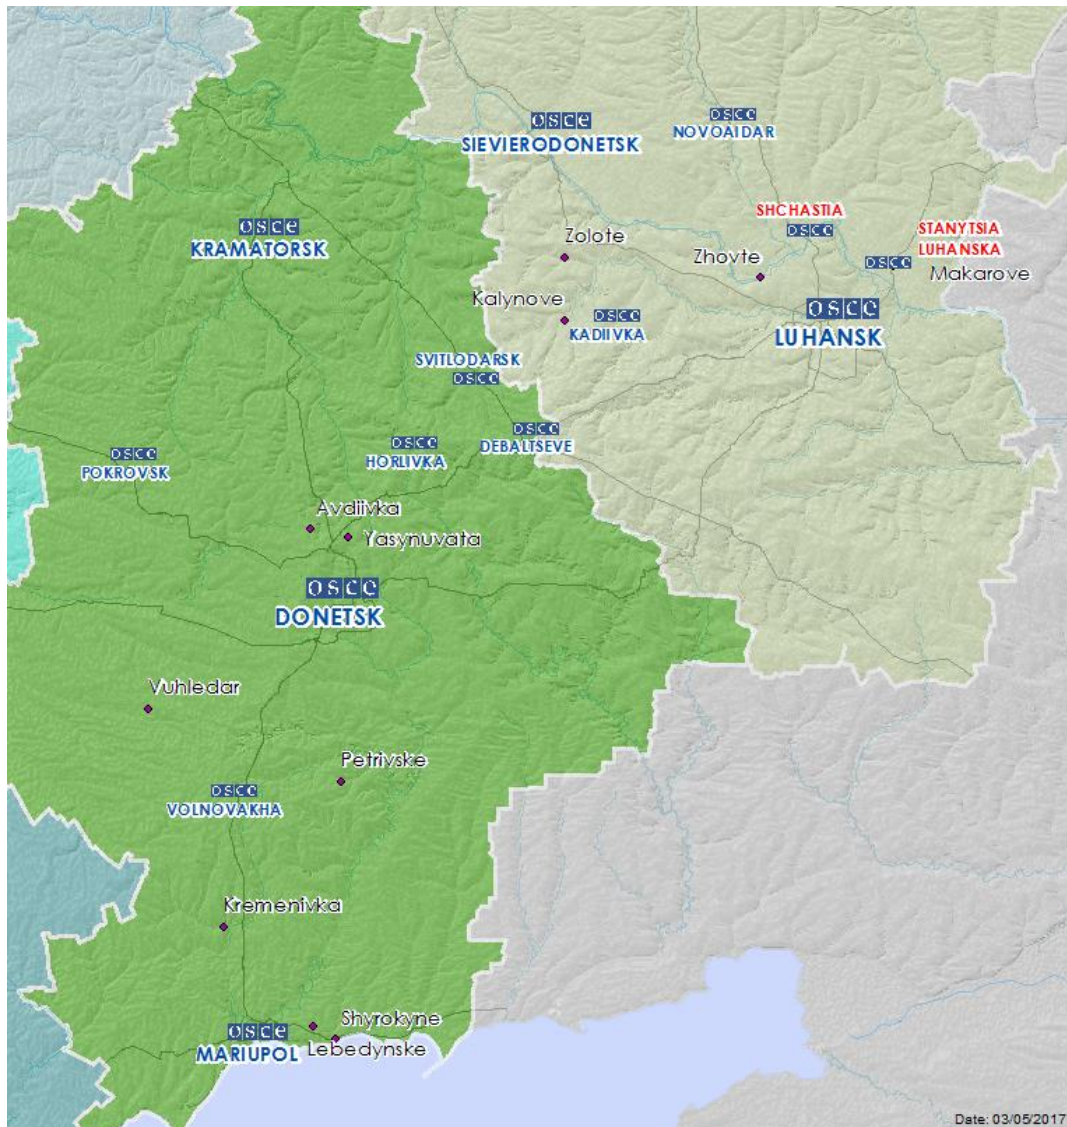 osce
SIEVIERODONETSK
osce
NOVOAIDAR
SHCHASTIA
osce
STANYTSIA
LUHANSKA
osce
Makarove
osce
KRAMATORSK
Zolote
Zhovte
Kalynove
osce
KADIIVKA
osce
LUHANSK
SVITLODARSK
osce
osce
DEBALTSEVE
osce
HORLIVKA
osce
POKROVSK
Avdiivka
Yasynuvata
osce
DONETSK
Vuhledar
Petrivske
osce
VOLNOVAKHA
Kremenivka
osce
MARIUPOL
Shyrokyne
Lebedynske
Date: 03/05/2017